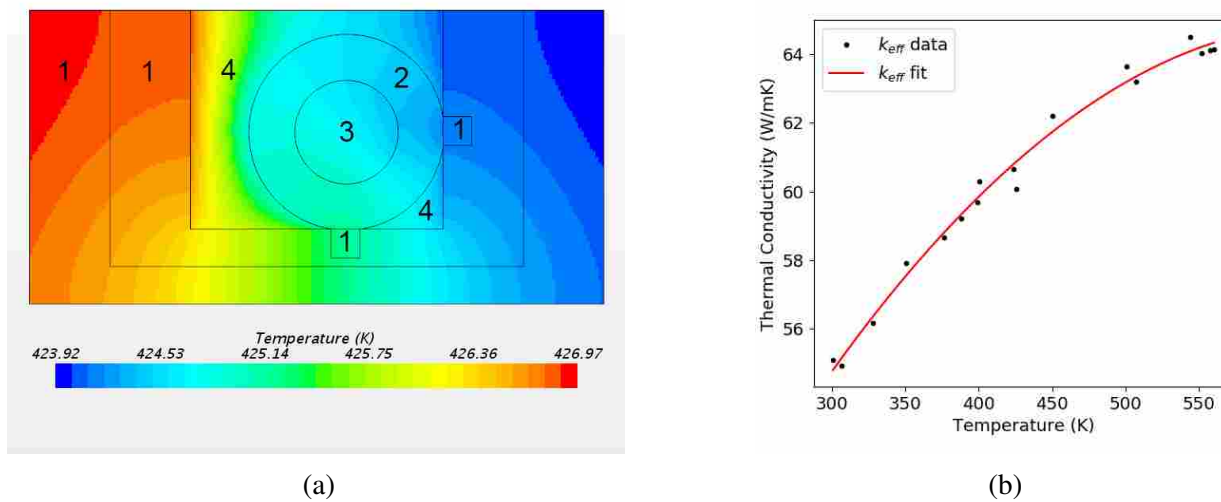 1 1 4 2
3 1
4
1
Temperature (K)
423.92 424.53 425.14 425.75 426.36 426.97
(a)
k_eff data
k_eff fit
Thermal Conductivity (W/mK)
64
62
60
58
56
300 350 400 450 500 550
Temperature (K)
(b)